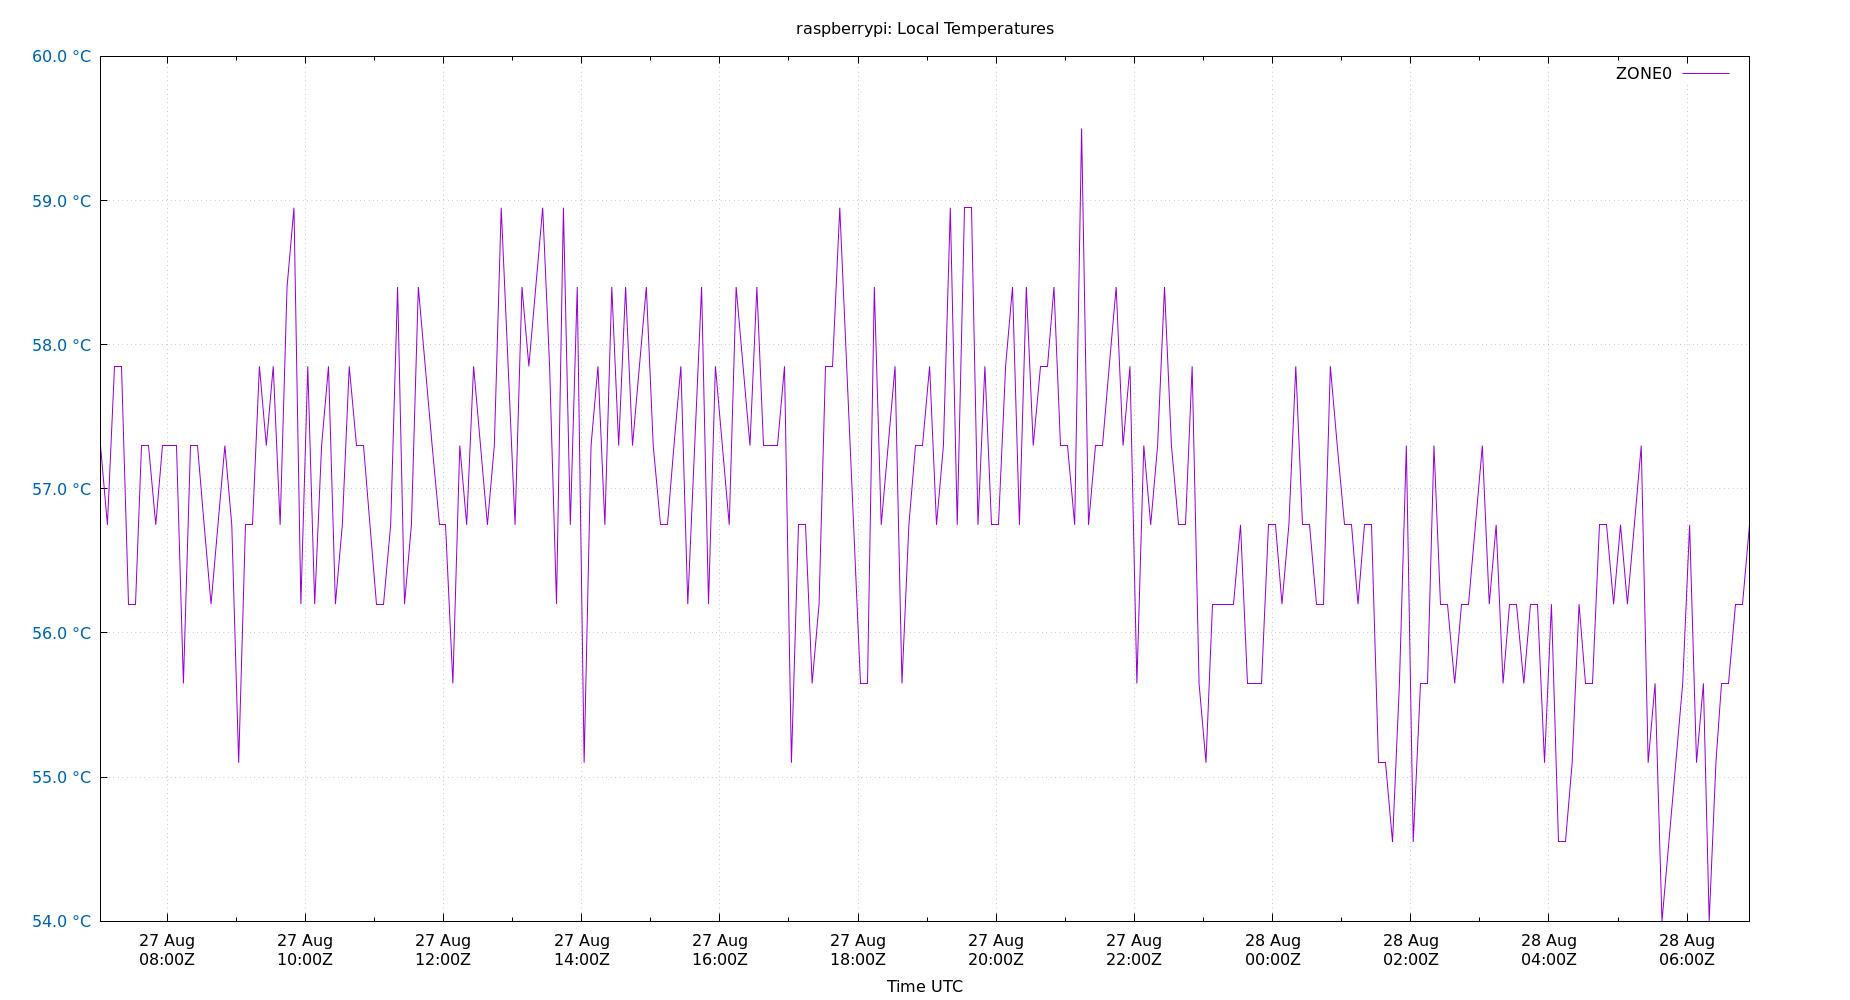 raspberrypi: Local Temperatures
60.0 °C
59.0 °C
58.0 °C
57.0 °C
56.0 °C
55.0 °C
54.0 °C
ZONE0
27 Aug
08:00Z
27 Aug
10:00Z
27 Aug
12:00Z
27 Aug
14:00Z
27 Aug
16:00Z
27 Aug
18:00Z
27 Aug
20:00Z
27 Aug
22:00Z
28 Aug
00:00Z
28 Aug
02:00Z
28 Aug
04:00Z
28 Aug
06:00Z
Time UTC